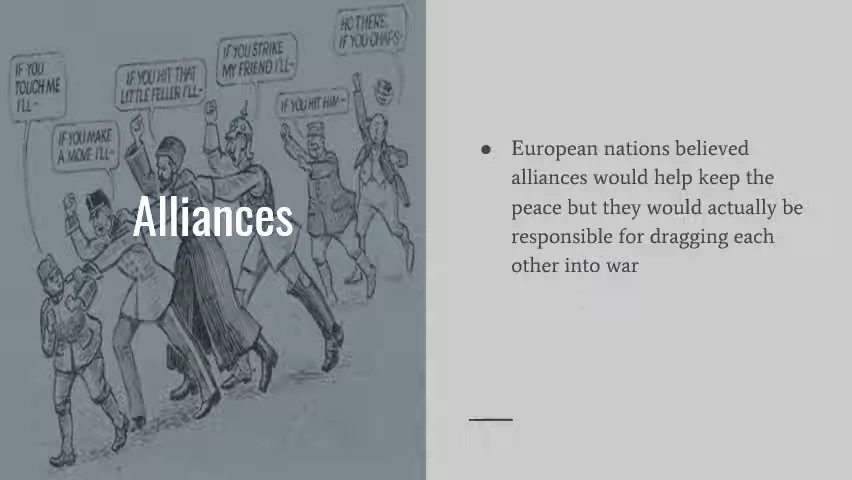 HO THERE,
IF YOU CHAPS-
IF YOU STRIKE
MY FRIEND I'LL-
IF YOU
TOUCH ME
I'LL-
IF YOU HIT THAT
LITTLE FELLER I'LL-
IF YOU HIT HIM-
IF YOU MAKE
A MOVE I'LL-
Alliances
● European nations believed
alliances would help keep the
peace but they would actually be
responsible for dragging each
other into war